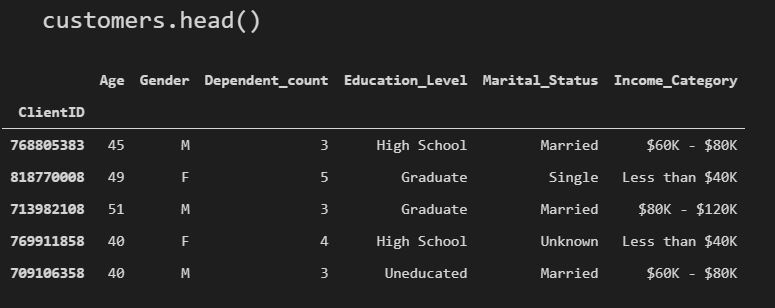 customers.head()
Age Gender Dependent_count Education_Level Marital_Status Income_Category
ClientID
768805383 45 M 3 High School Married $60K - $80K
818770008 49 F 5 Graduate Single Less than $40K
713982108 51 M 3 Graduate Married $80K - $120K
769911858 40 F 4 High School Unknown Less than $40K
709106358 40 M 3 Uneducated Married $60K - $80K